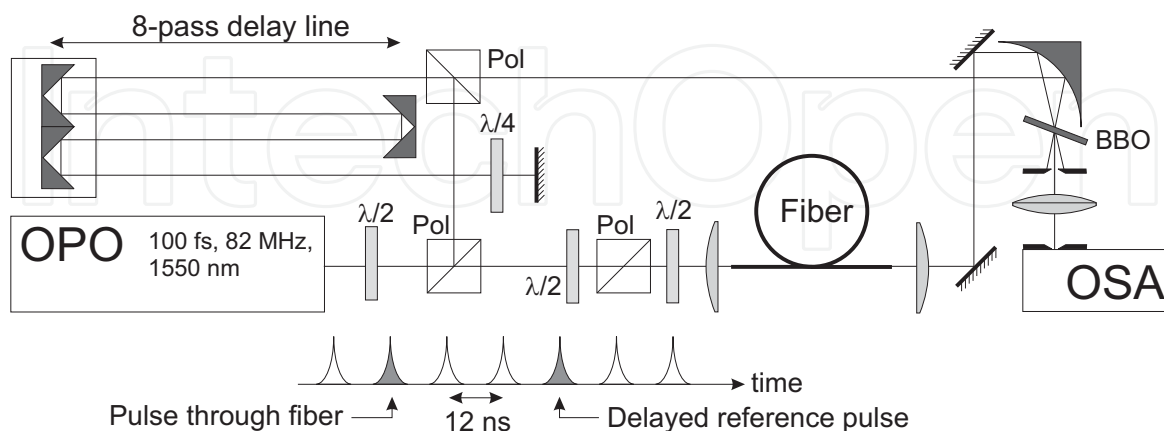 8-pass delay line
Pol
λ/4
BBO
IntechOpen
OPO
100 fs, 82 MHz,
1550 nm
λ/2
Pol
λ/2
λ/2
Fiber
OSA
time
12 ns
Pulse through fiber
Delayed reference pulse